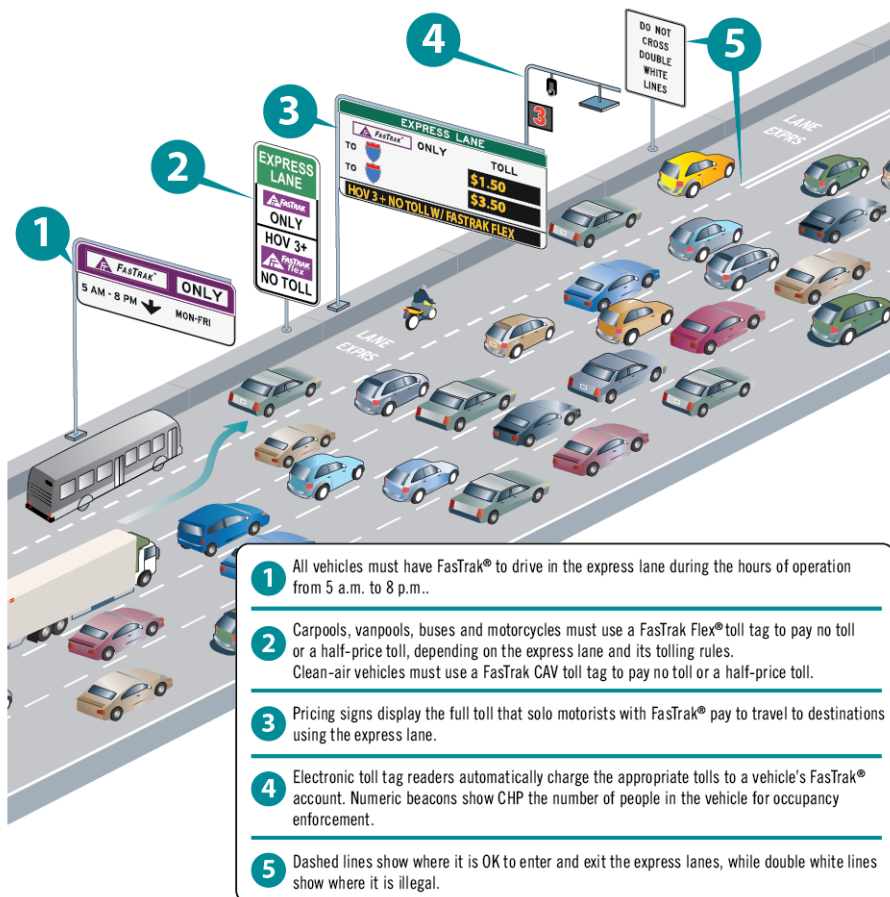 4
5
DO NOT
CROSS
DOUBLE
WHITE
LINES
3
EXPRESS LANE
FASTRAK™ ONLY
TOLL
TO
$1.50
TO
$3.50
HOV 3+ NO TOLL W/ FASTRAK FLEX
3
LANE
EXPRS
2
EXPRESS
LANE
FASTRAK
ONLY
HOV 3+
FASTRAK
flex
NO TOLL
1
FASTRAK™ ONLY
5 AM - 8 PM
MON-FRI
LANE
EXPRS
1 All vehicles must have FasTrak® to drive in the express lane during the hours of operation
from 5 a.m. to 8 p.m..
2 Carpools, vanpools, buses and motorcycles must use a FasTrak Flex® toll tag to pay no toll
or a half-price toll, depending on the express lane and its tolling rules.
Clean-air vehicles must use a FasTrak CAV toll tag to pay no toll or a half-price toll.
3 Pricing signs display the full toll that solo motorists with FasTrak® pay to travel to destinations
using the express lane.
4 Electronic toll tag readers automatically charge the appropriate tolls to a vehicle's FasTrak®
account. Numeric beacons show CHP the number of people in the vehicle for occupancy
enforcement.
5 Dashed lines show where it is OK to enter and exit the express lanes, while double white lines
show where it is illegal.